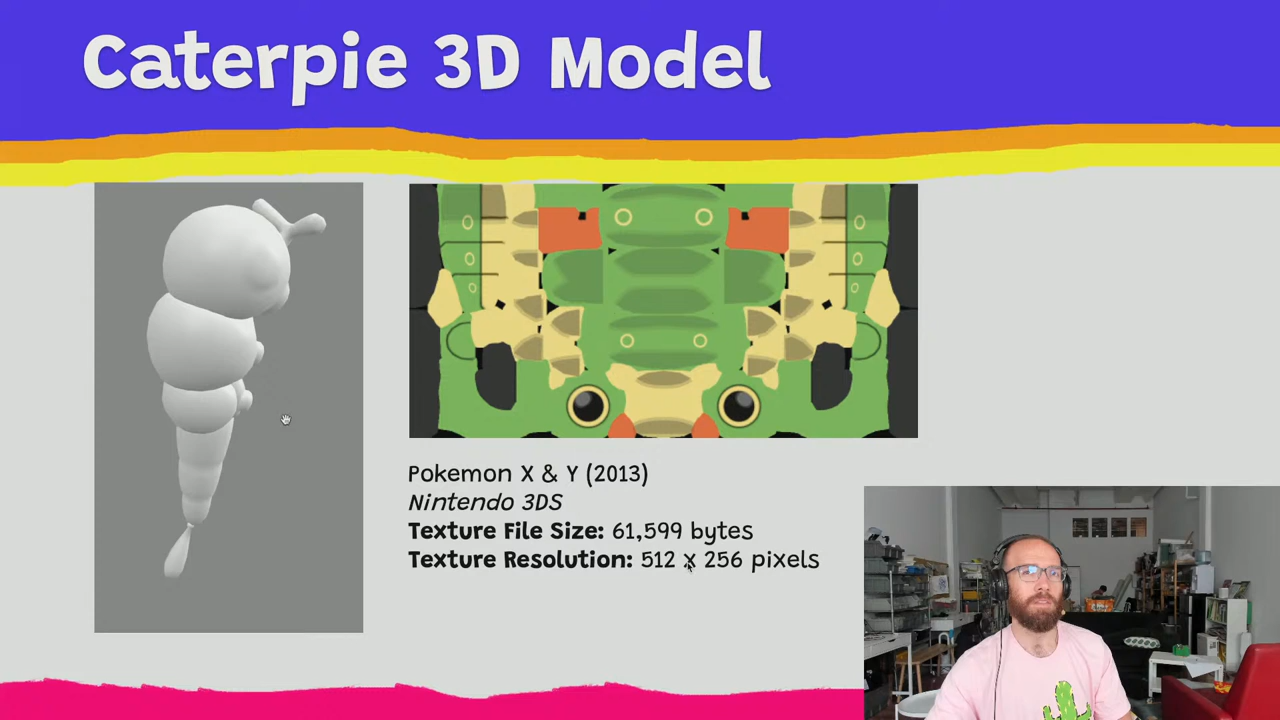 Caterpie 3D Model
Pokemon X & Y (2013)
Nintendo 3DS
Texture File Size: 61,599 bytes
Texture Resolution: 512 x 256 pixels